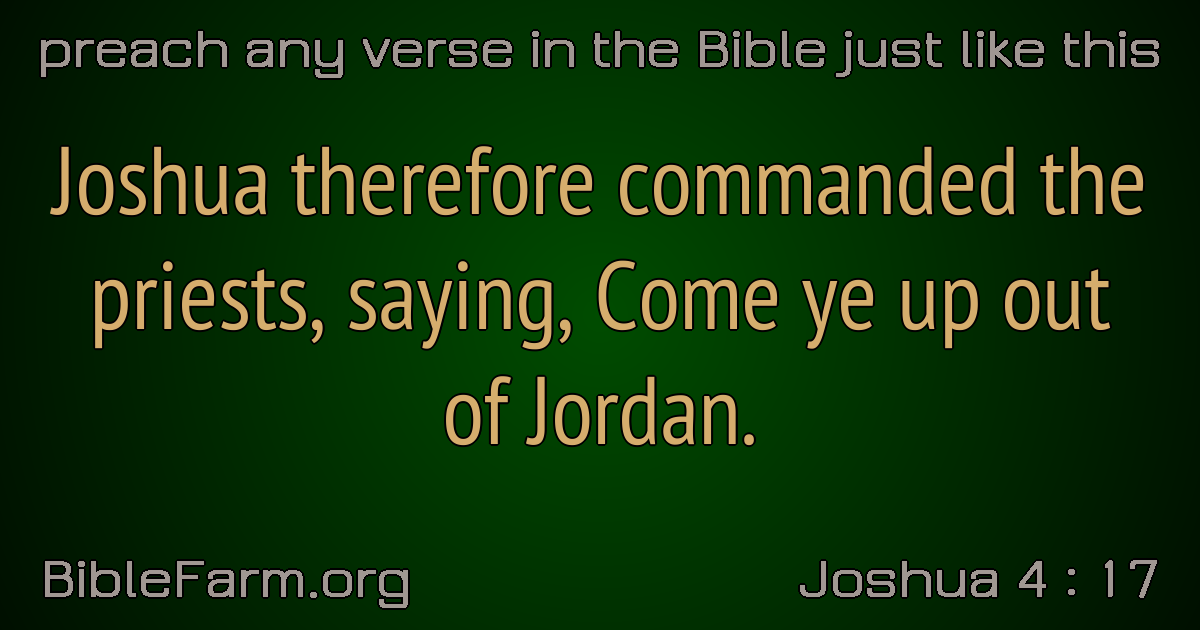 preach any verse in the Bible just like this
Joshua therefore commanded the
priests, saying, Come ye up out
of Jordan.
BibleFarm.org
Joshua 4 : 17